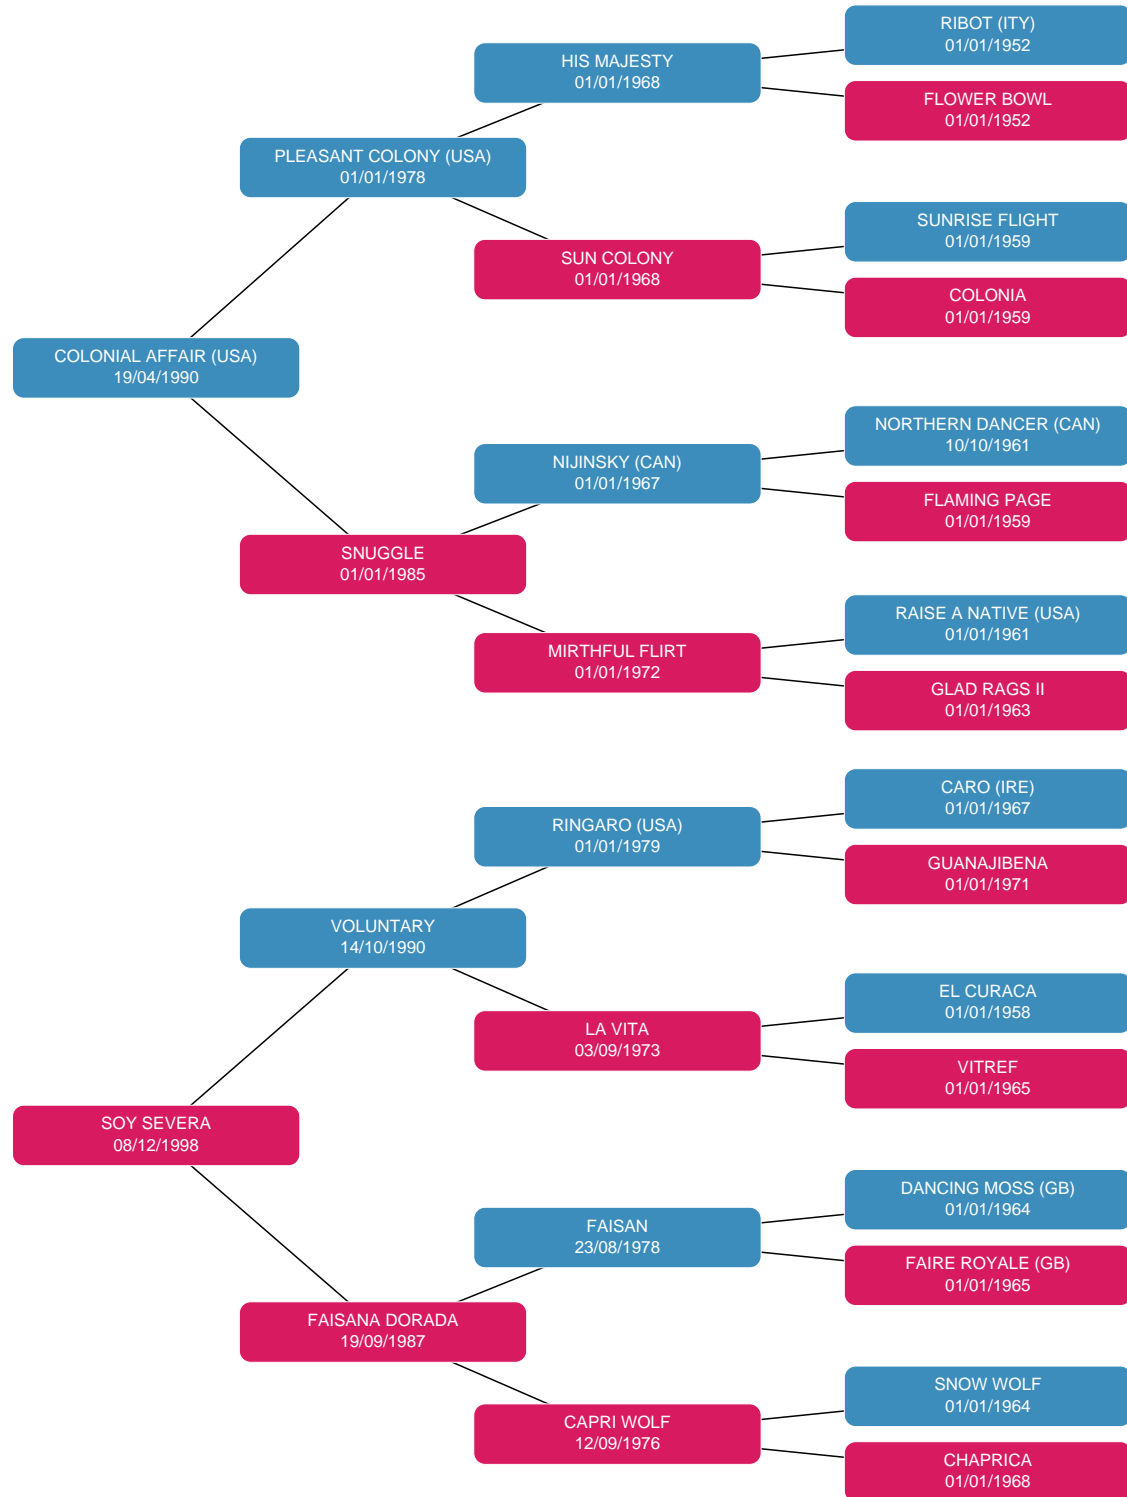 RIBOT (ITY)
01/01/1952
HIS MAJESTY
01/01/1968
FLOWER BOWL
01/01/1952
PLEASANT COLONY (USA)
01/01/1978
SUNRISE FLIGHT
01/01/1959
SUN COLONY
01/01/1968
COLONIA
01/01/1959
COLONIAL AFFAIR (USA)
19/04/1990
NORTHERN DANCER (CAN)
10/10/1961
NIJINSKY (CAN)
01/01/1967
FLAMING PAGE
01/01/1959
SNUGGLE
01/01/1985
RAISE A NATIVE (USA)
01/01/1961
MIRTHFUL FLIRT
01/01/1972
GLAD RAGS II
01/01/1963
CARO (IRE)
01/01/1967
RINGARO (USA)
01/01/1979
GUANAJIBENA
01/01/1971
VOLUNTARY
14/10/1990
EL CURACA
01/01/1958
LA VITA
03/09/1973
VITREF
01/01/1965
SOY SEVERA
08/12/1998
DANCING MOSS (GB)
01/01/1964
FAISAN
23/08/1978
FAIRE ROYALE (GB)
01/01/1965
FAISANA DORADA
19/09/1987
SNOW WOLF
01/01/1964
CAPRI WOLF
12/09/1976
CHAPRICA
01/01/1968